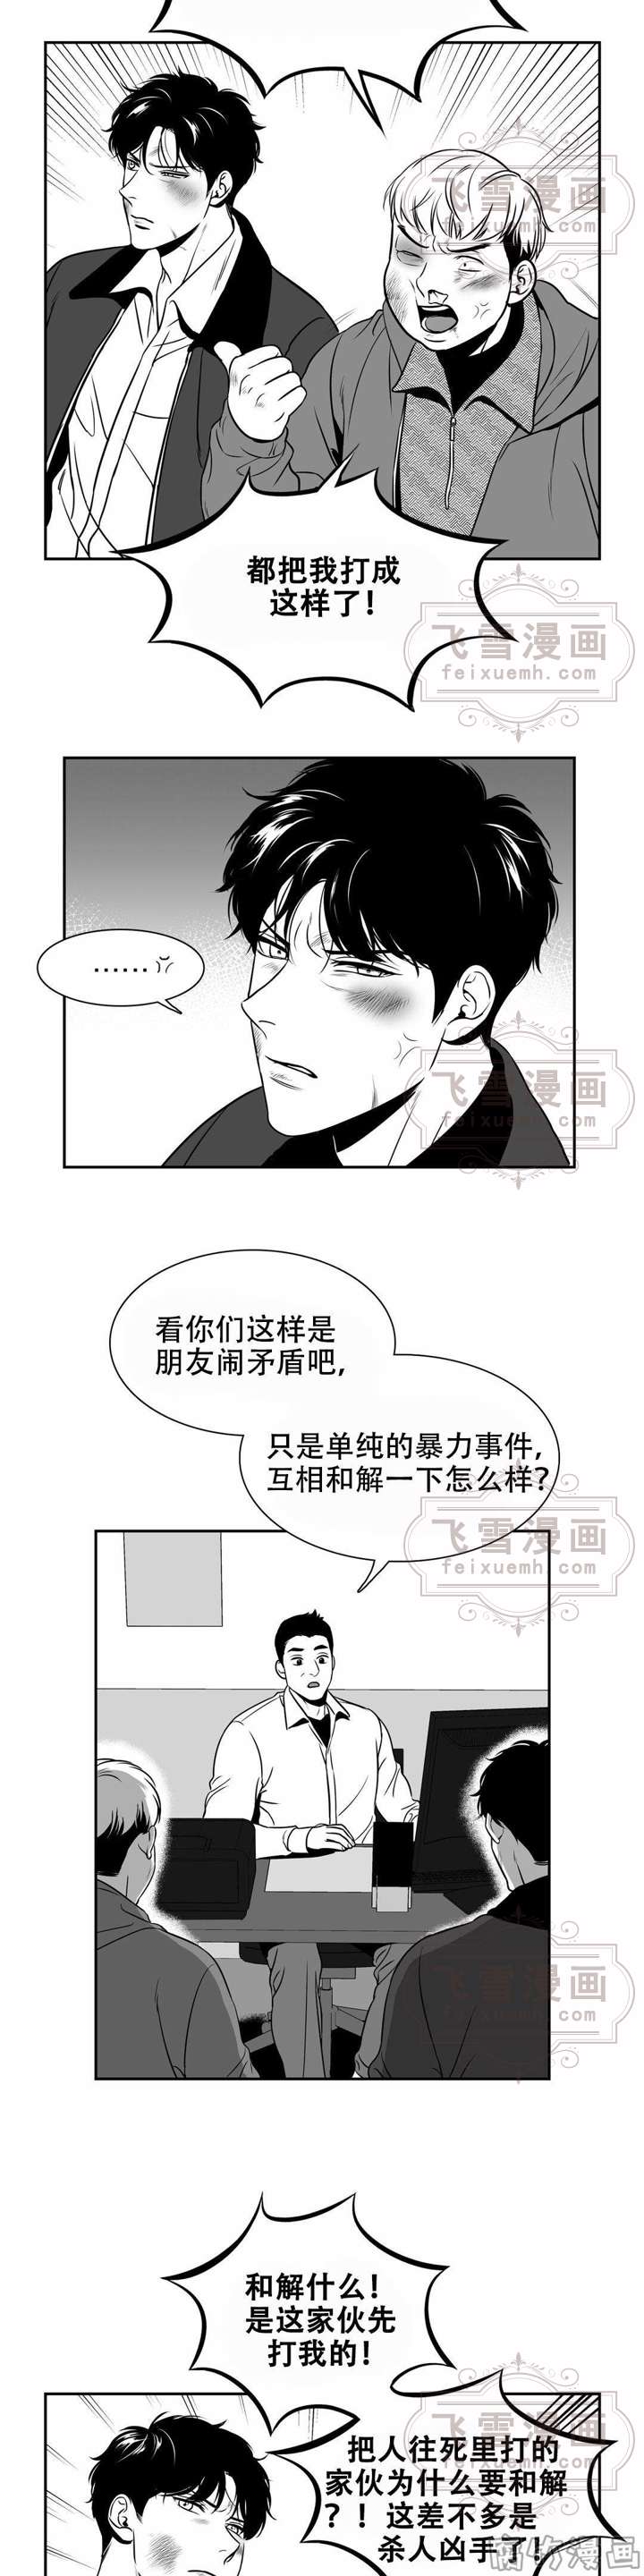 飞雪漫画
feixuemh.com
都把我打成
这样了！
飞雪漫画
feixuemh.com
......
飞雪漫画
feixuemh.com
看你们这样是
朋友闹矛盾吧，
只是单纯的暴力事件，
互相和解一下怎么样？
飞雪漫画
feixuemh.com
飞雪漫画
feixuemh.com
和解什么！
是这家伙先
打我的！
飞雪漫画
feixuemh.com
把人往死里打的
家伙为什么要和解
？！这差不多是
杀人凶手了！